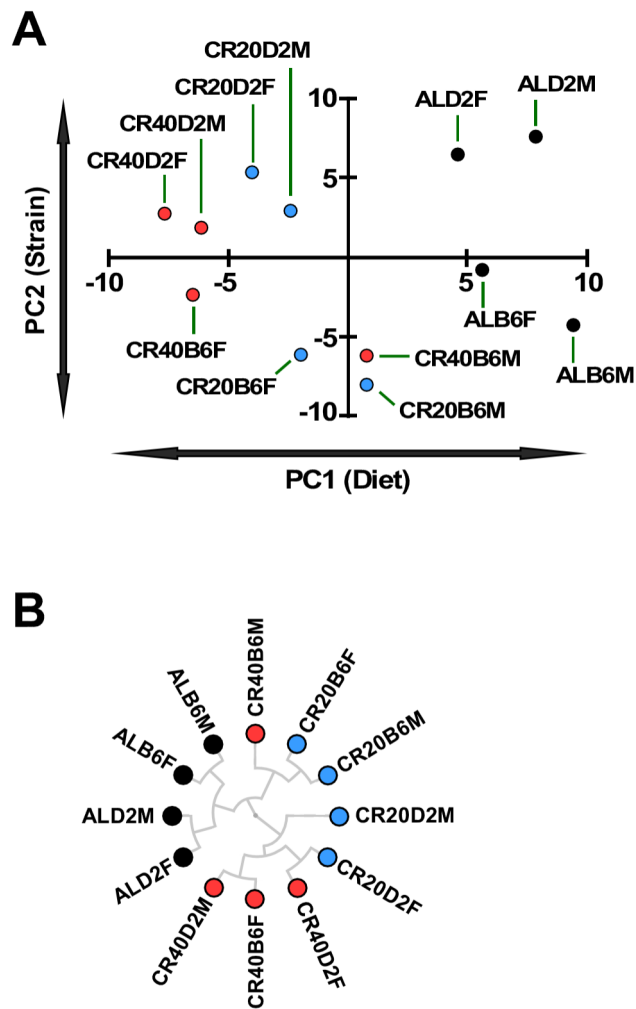 A
CR20D2M
CR20D2F
CR40D2M
CR40D2F
ALD2M
ALD2F
10
5
-10
-5
5
10
-5
-10
ALB6F
ALB6M
CR40B6F
CR20B6F
CR40B6M
CR20B6M
PC2 (Strain)
PC1 (Diet)
B
CR40B6M
CR20B6F
CR20B6M
CR20D2M
CR20D2F
CR40D2F
CR40B6F
CR40D2M
ALD2F
ALD2M
ALB6F
ALB6M